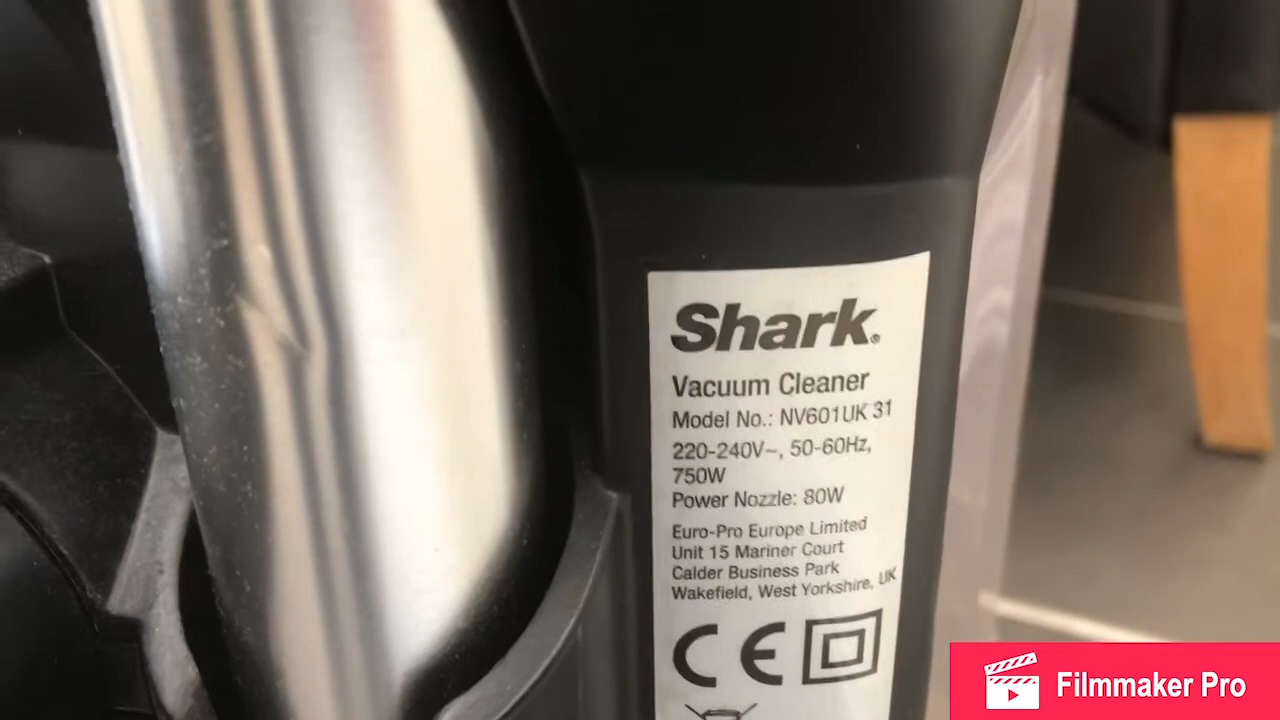 Shark®
Vacuum Cleaner
Model No.: NV601UK 31
220-240V~, 50-60Hz,
750W
Power Nozzle: 80W
Euro-Pro Europe Limited
Unit 15 Mariner Court
Calder Business Park
Wakefield, West Yorkshire, UK
CE
Filmmaker Pro